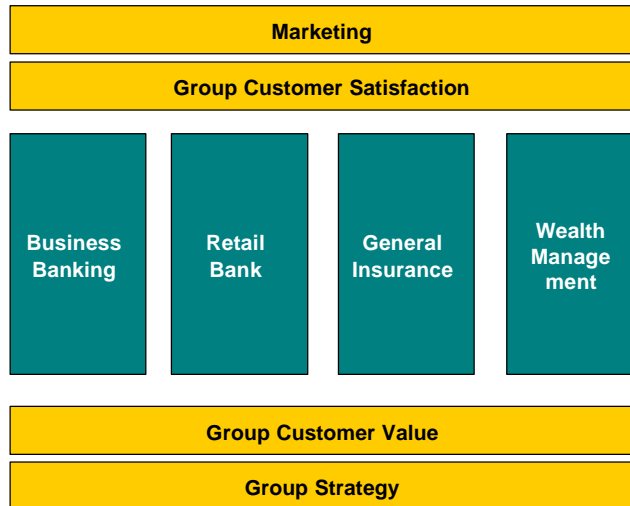 Marketing
Group Customer Satisfaction
Business
Banking
Retail
Bank
General
Insurance
Wealth
Manage
ment
Group Customer Value
Group Strategy